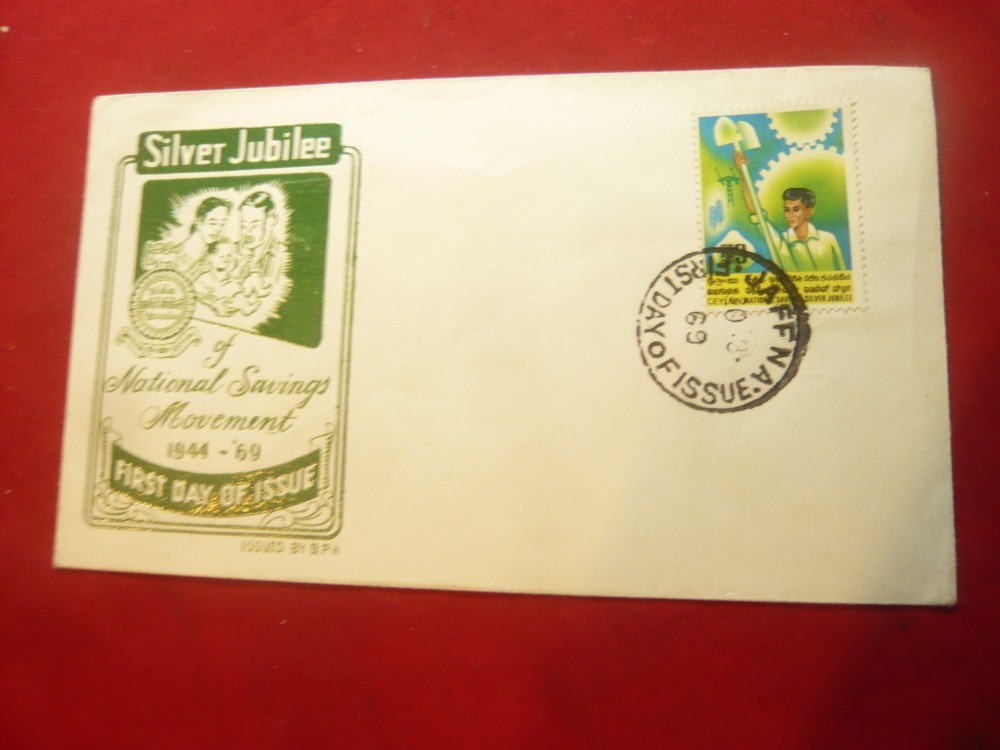 Silver Jubilee
of
National Savings
Movement
1944 - '69
FIRST DAY OF ISSUE
ISSUED BY B.P.H
CEYLON NATIONAL SAVINGS SILVER JUBILEE
JAFFNA
FIRST DAY OF ISSUE
69